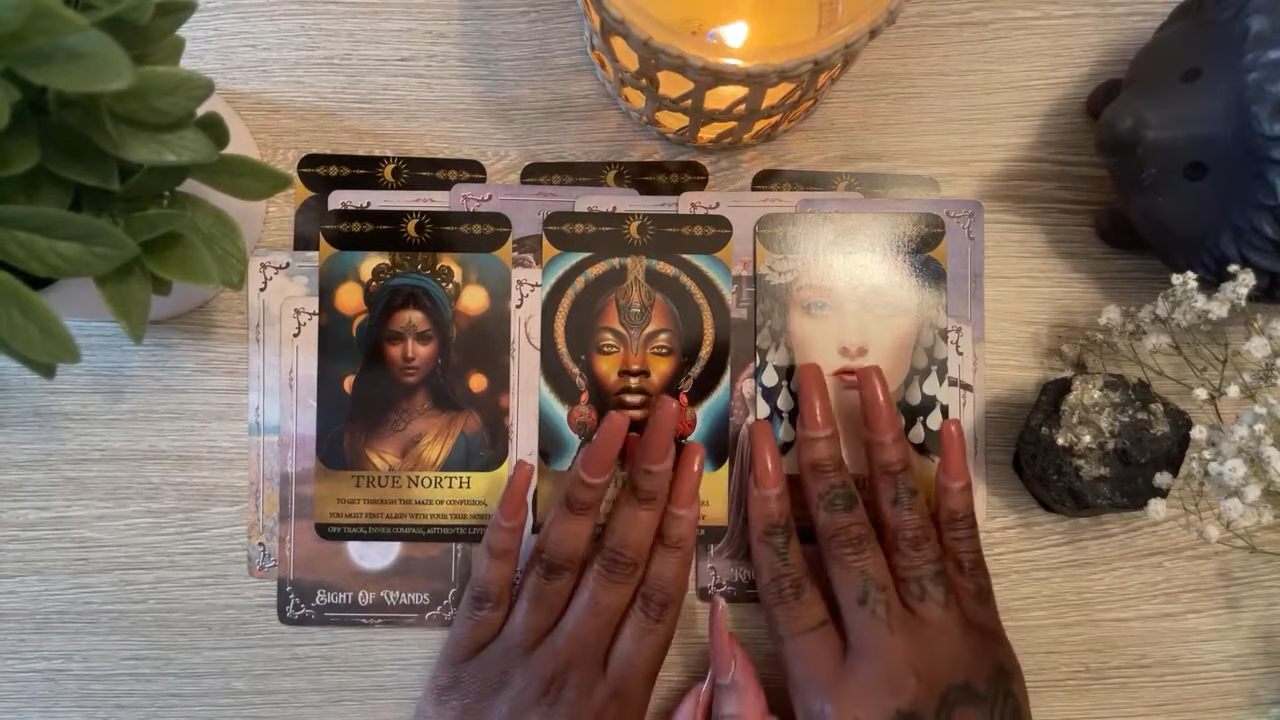 TRUE NORTH
TO GET THROUGH THE MAZE OF CONFUSION,
YOU MUST FIRST ALIGN WITH YOUR TRUE NORTH
OFF TRACK, INNER COMPASS, AUTHENTIC
EIGHT OF WANDS